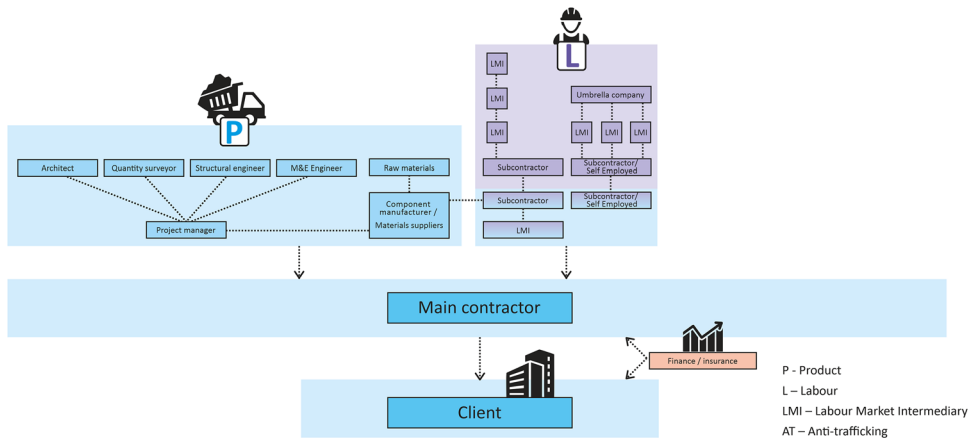 L
P
LMI
LMI
LMI
Umbrella company
LMI
LMI
LMI
Architect
Quantity surveyor
Structural engineer
M&E Engineer
Raw materials
Subcontractor
Subcontractor/
Self Employed
Component
manufacturer /
Materials suppliers
Subcontractor
Subcontractor/
Self Employed
Project manager
LMI
Main contractor
Finance / insurance
Client
P - Product
L – Labour
LMI – Labour Market Intermediary
AT – Anti-trafficking